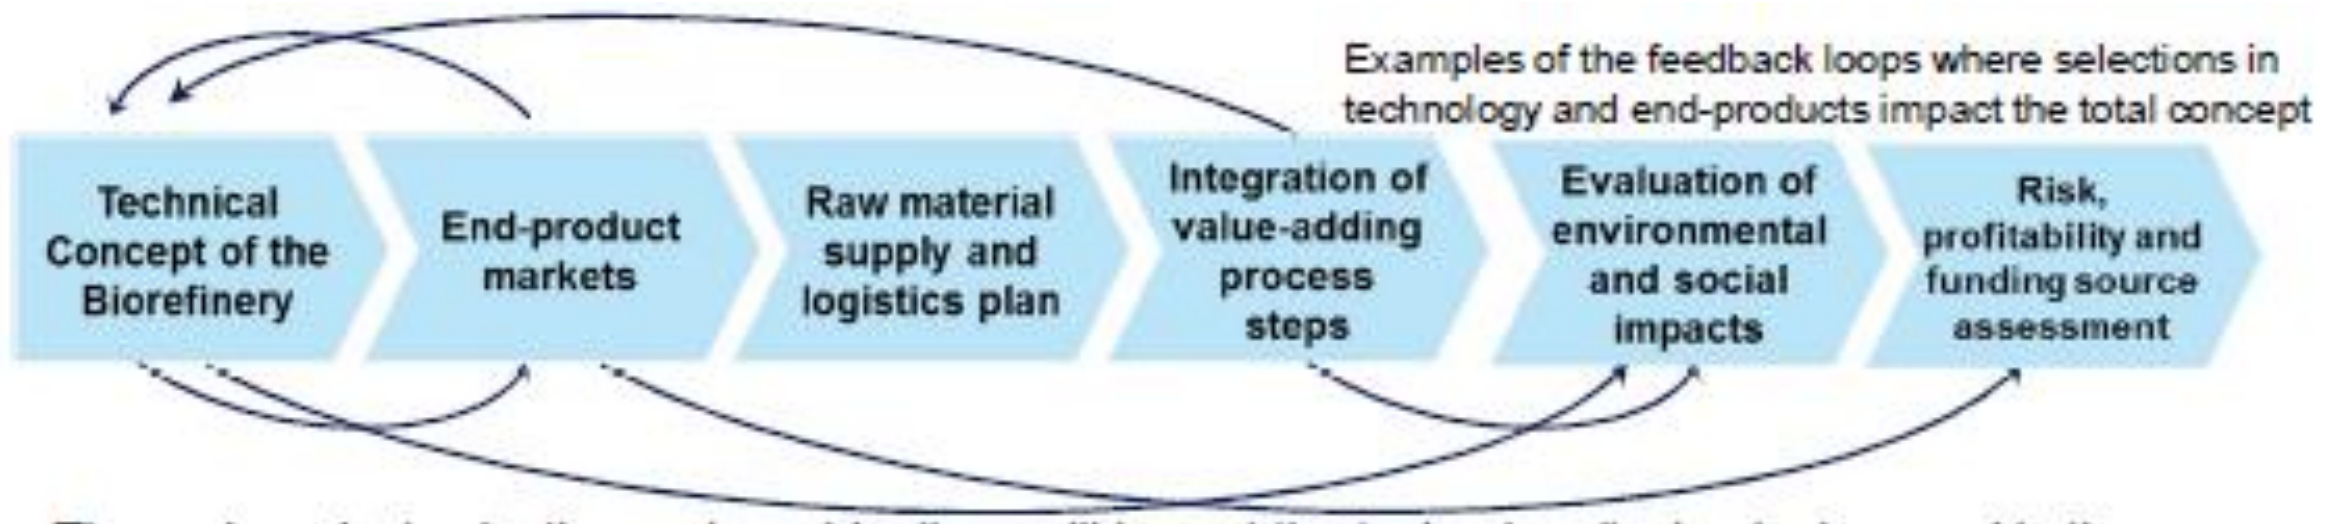 Examples of the feedback loops where selections in
technology and end-products impact the total concept
Technical
Concept of the
Biorefinery
End-product
markets
Raw material
supply and
logistics plan
Integration of
value-adding
process
steps
Evaluation of
environmental
and social
impacts
Risk,
profitability and
funding source
assessment